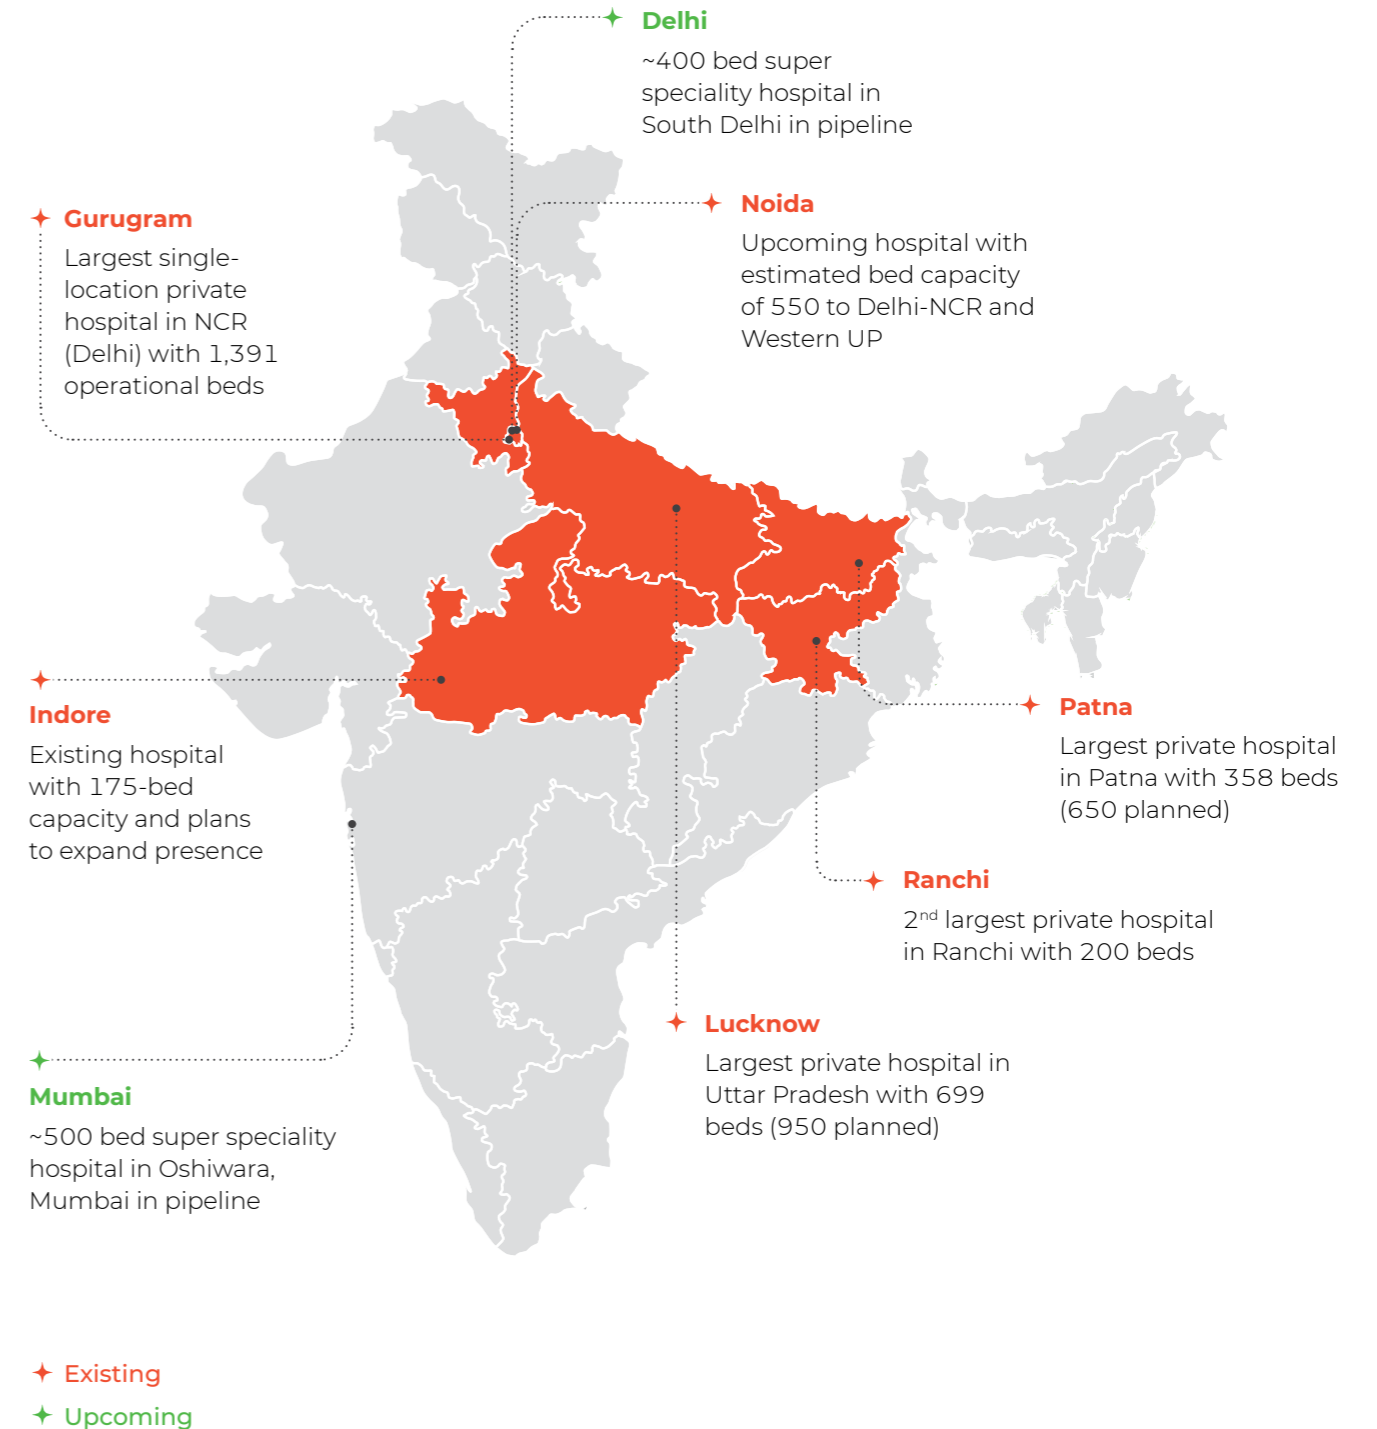 Delhi
~400 bed super
speciality hospital in
South Delhi in pipeline
Gurugram
Largest single-
location private
hospital in NCR
(Delhi) with 1,391
operational beds
Noida
Upcoming hospital with
estimated bed capacity
of 550 to Delhi-NCR and
Western UP
Indore
Existing hospital
with 175-bed
capacity and plans
to expand presence
Patna
Largest private hospital
in Patna with 358 beds
(650 planned)
Ranchi
2nd largest private hospital
in Ranchi with 200 beds
Lucknow
Largest private hospital in
Uttar Pradesh with 699
beds (950 planned)
Mumbai
~500 bed super speciality
hospital in Oshiwara,
Mumbai in pipeline
Existing
Upcoming